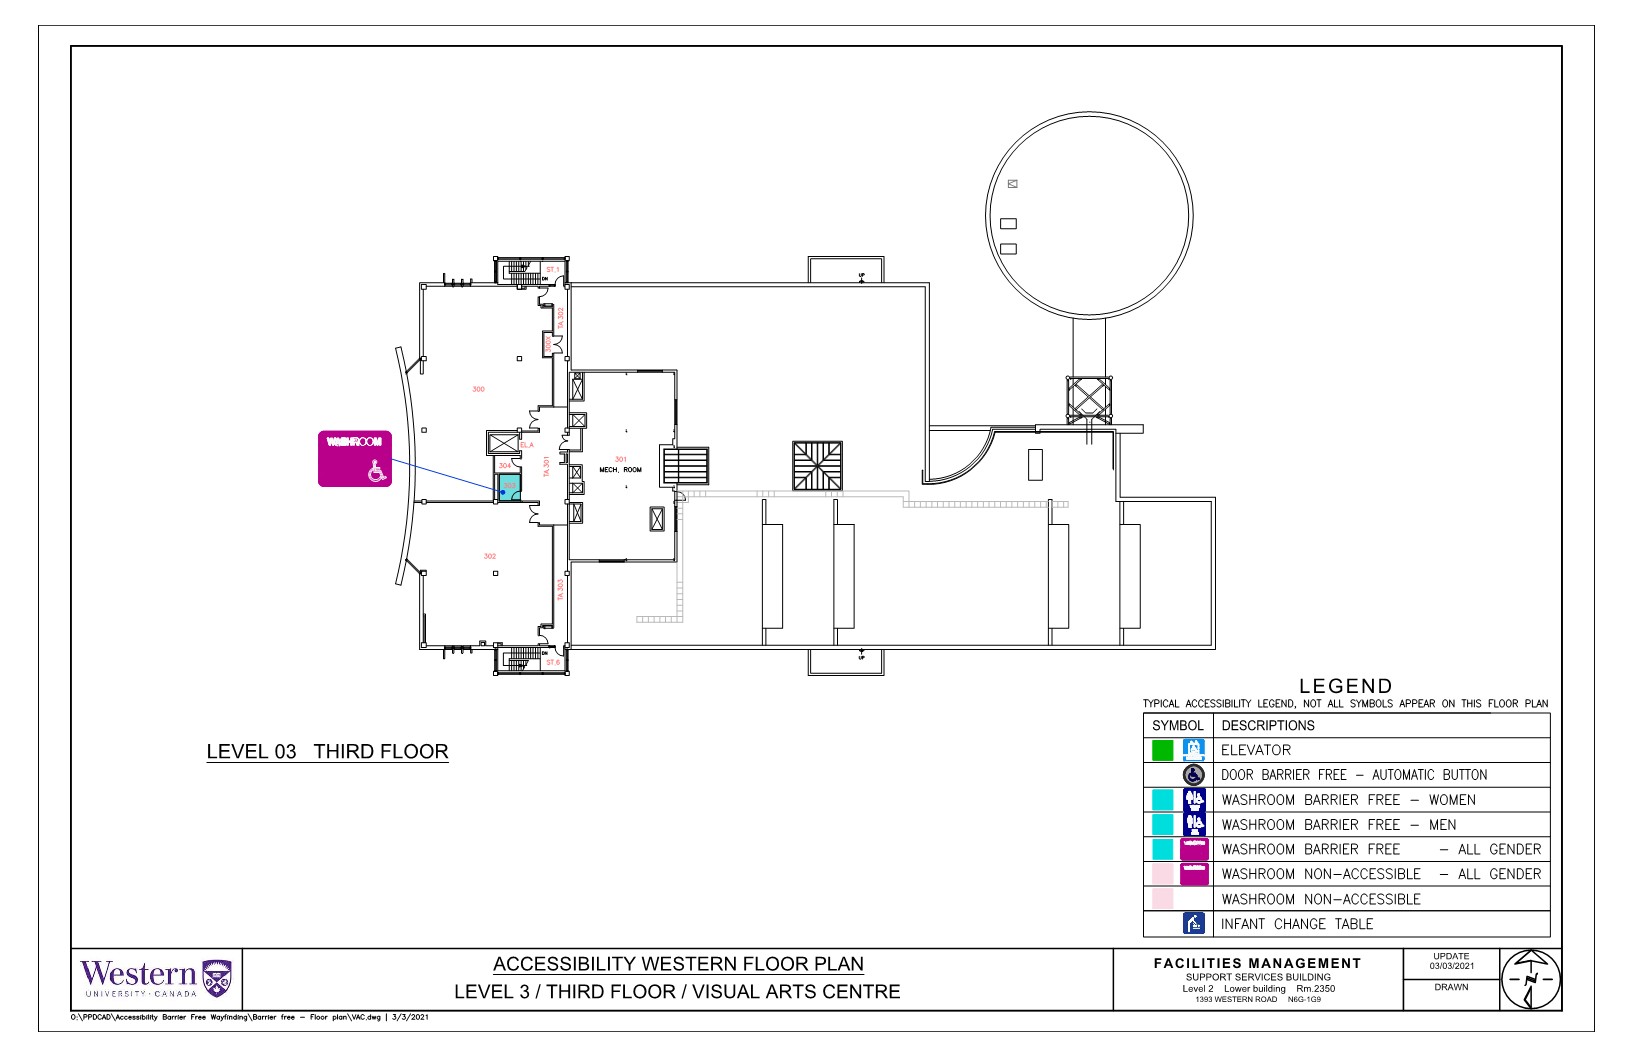 ST.1
DN
UP
TA.302
300X
300
WASHROOM
EL.A
304
TA.301
303
301
MECH. ROOM
302
TA.303
DN
ST.6
UP
LEVEL 03 THIRD FLOOR
LEGEND
TYPICAL ACCESSIBILITY LEGEND, NOT ALL SYMBOLS APPEAR ON THIS FLOOR PLAN
SYMBOL DESCRIPTIONS
ELEVATOR
DOOR BARRIER FREE - AUTOMATIC BUTTON
WASHROOM BARRIER FREE - WOMEN
WASHROOM BARRIER FREE - MEN
WASHROOM BARRIER FREE - ALL GENDER
WASHROOM NON-ACCESSIBLE - ALL GENDER
WASHROOM NON-ACCESSIBLE
INFANT CHANGE TABLE
Western
UNIVERSITY · CANADA
ACCESSIBILITY WESTERN FLOOR PLAN
LEVEL 3 / THIRD FLOOR / VISUAL ARTS CENTRE
FACILITIES MANAGEMENT
SUPPORT SERVICES BUILDING
Level 2 Lower building Rm.2350
1393 WESTERN ROAD N6G-1G9
UPDATE
03/03/2021
DRAWN
N
O:\PPDCAD\Accessibility Barrier Free Wayfinding\Barrier free - Floor plan\VAC.dwg | 3/3/2021